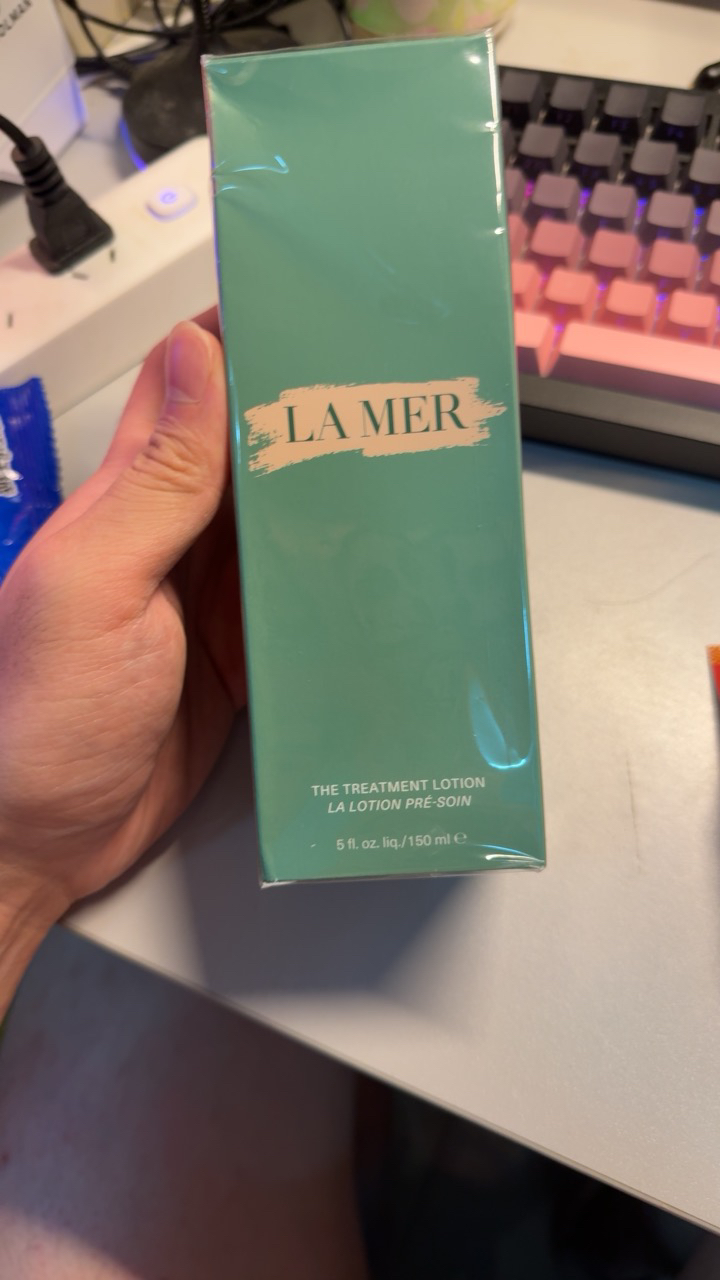 LA MER
THE TREATMENT LOTION
LA LOTION PRÉ-SOIN
5 fl. oz. liq./150 ml ℮